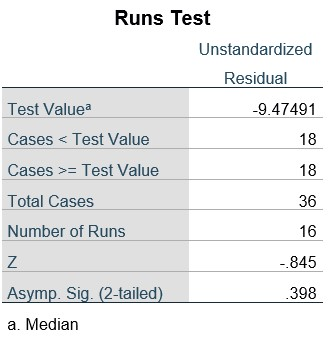 Runs Test
Unstandardized
Residual
Test Valueᵃ -9.47491
Cases < Test Value 18
Cases >= Test Value 18
Total Cases 36
Number of Runs 16
Z -.845
Asymp. Sig. (2-tailed) .398
a. Median